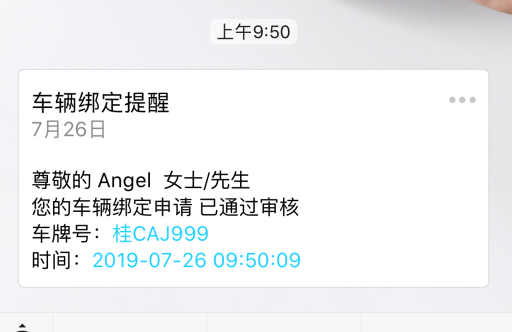 上午9:50
车辆绑定提醒
7月26日
尊敬的 Angel 女士/先生
您的车辆绑定申请 已通过审核
车牌号：桂CAJ999
时间：2019-07-26 09:50:09